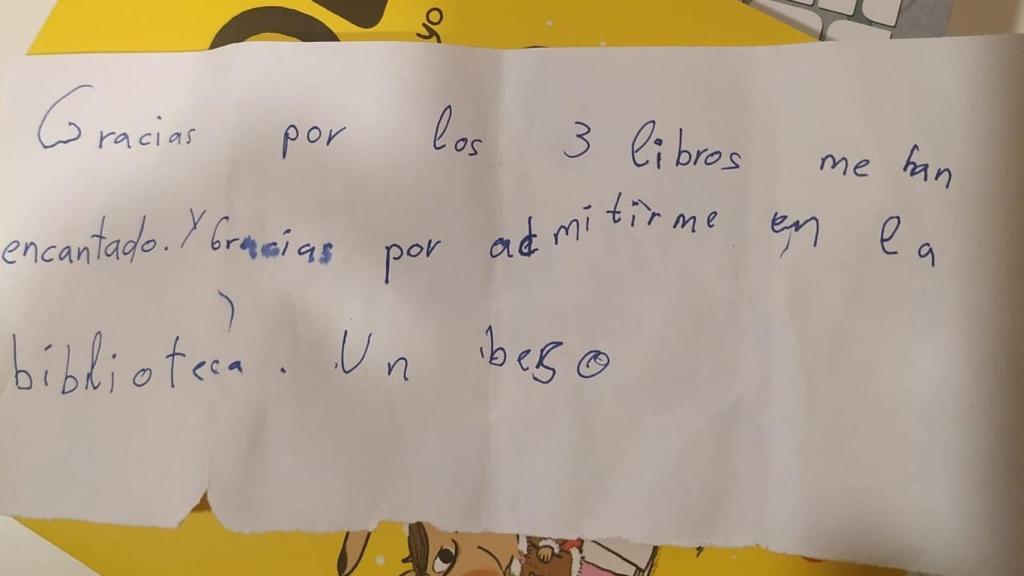 yo
Gracias por los 3 libros me han
encantado. Y Gracias por admitirme en la
biblioteca. Un beso